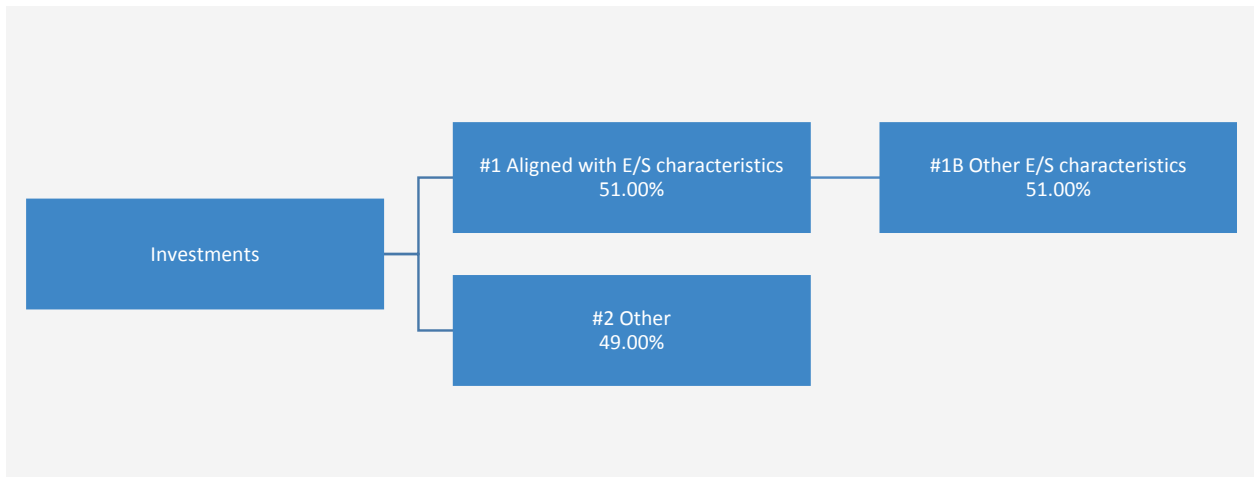 Investments
#1 Aligned with E/S characteristics
51.00%
#1B Other E/S characteristics
51.00%
#2 Other
49.00%